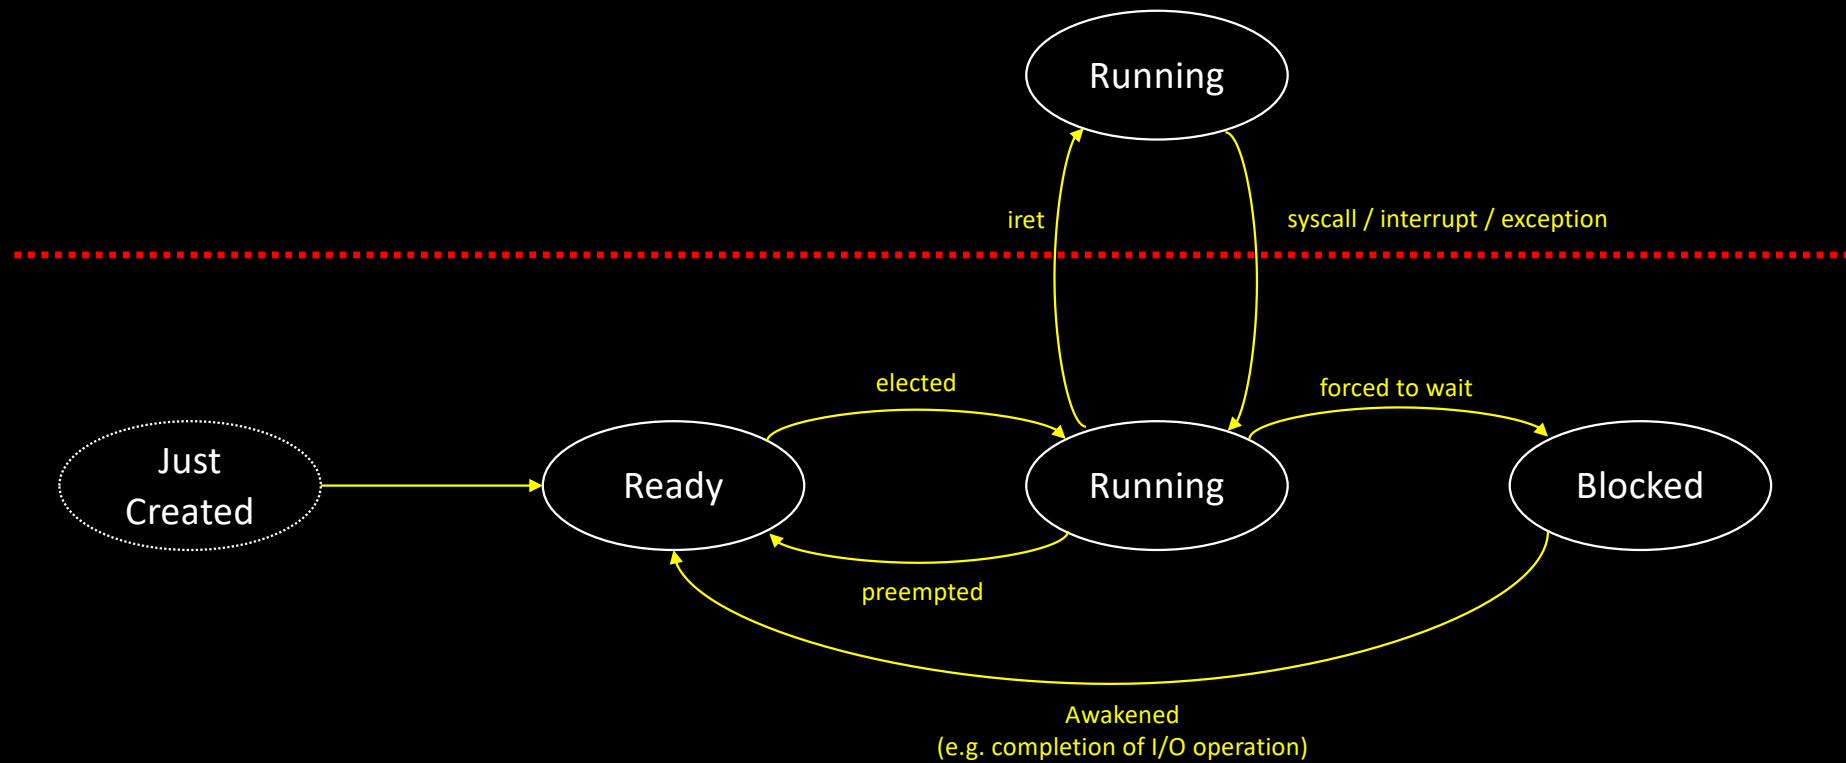 Running
iret
syscall / interrupt / exception
elected
forced to wait
Just
Created
Ready
Running
Blocked
preempted
Awakened
(e.g. completion of I/O operation)